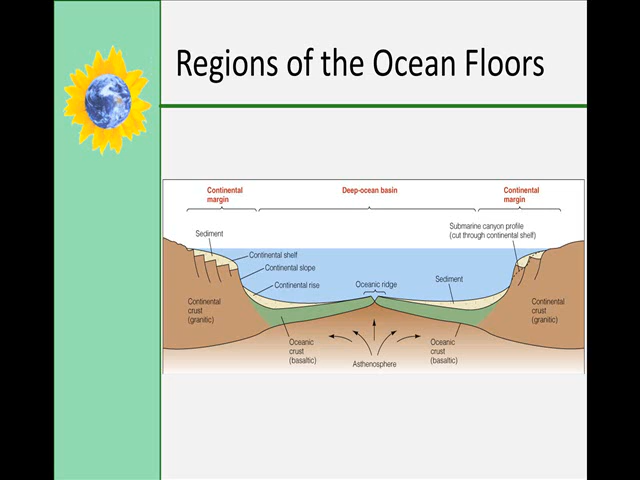 Regions of the Ocean Floors
Continental
margin
Deep-ocean basin
Continental
margin
Submarine canyon profile
(cut through continental shelf)
Sediment
Continental shelf
Continental slope
Continental rise
Oceanic ridge
Sediment
Continental
crust
(granitic)
Continental
crust
(granitic)
Oceanic
crust
(basaltic)
Oceanic
crust
(basaltic)
Asthenosphere